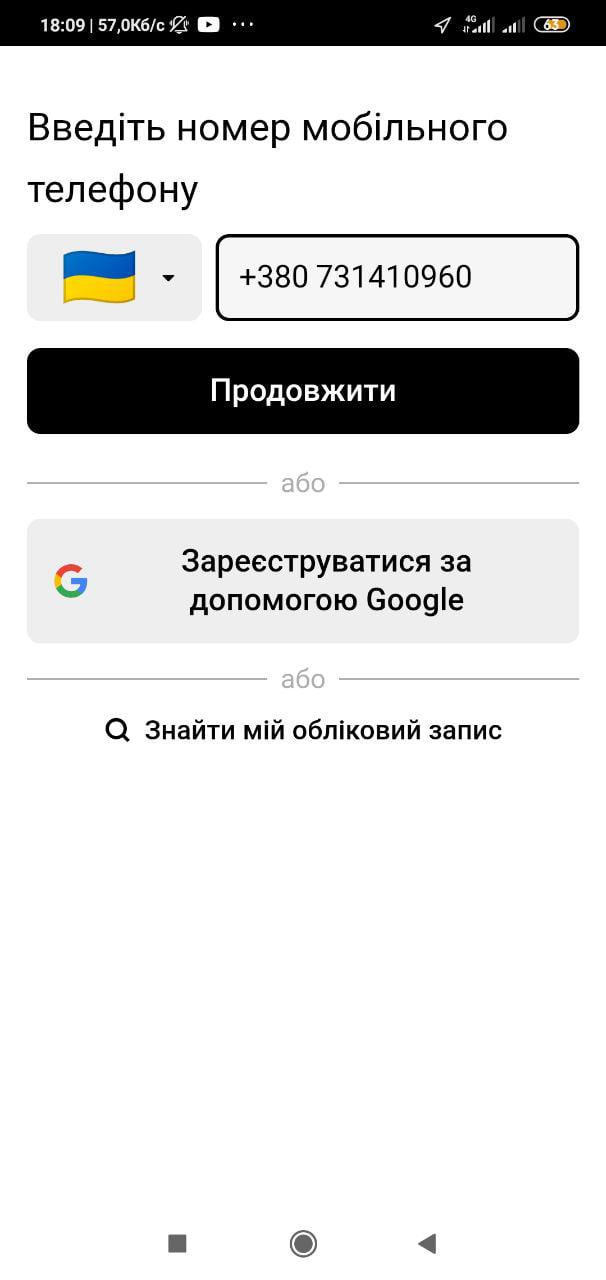 18:09 | 57,0Кб/с ···
4G
63
Введіть номер мобільного
телефону
+380 731410960
Продовжити
або
Зареєструватися за
допомогою Google
або
Знайти мій обліковий запис